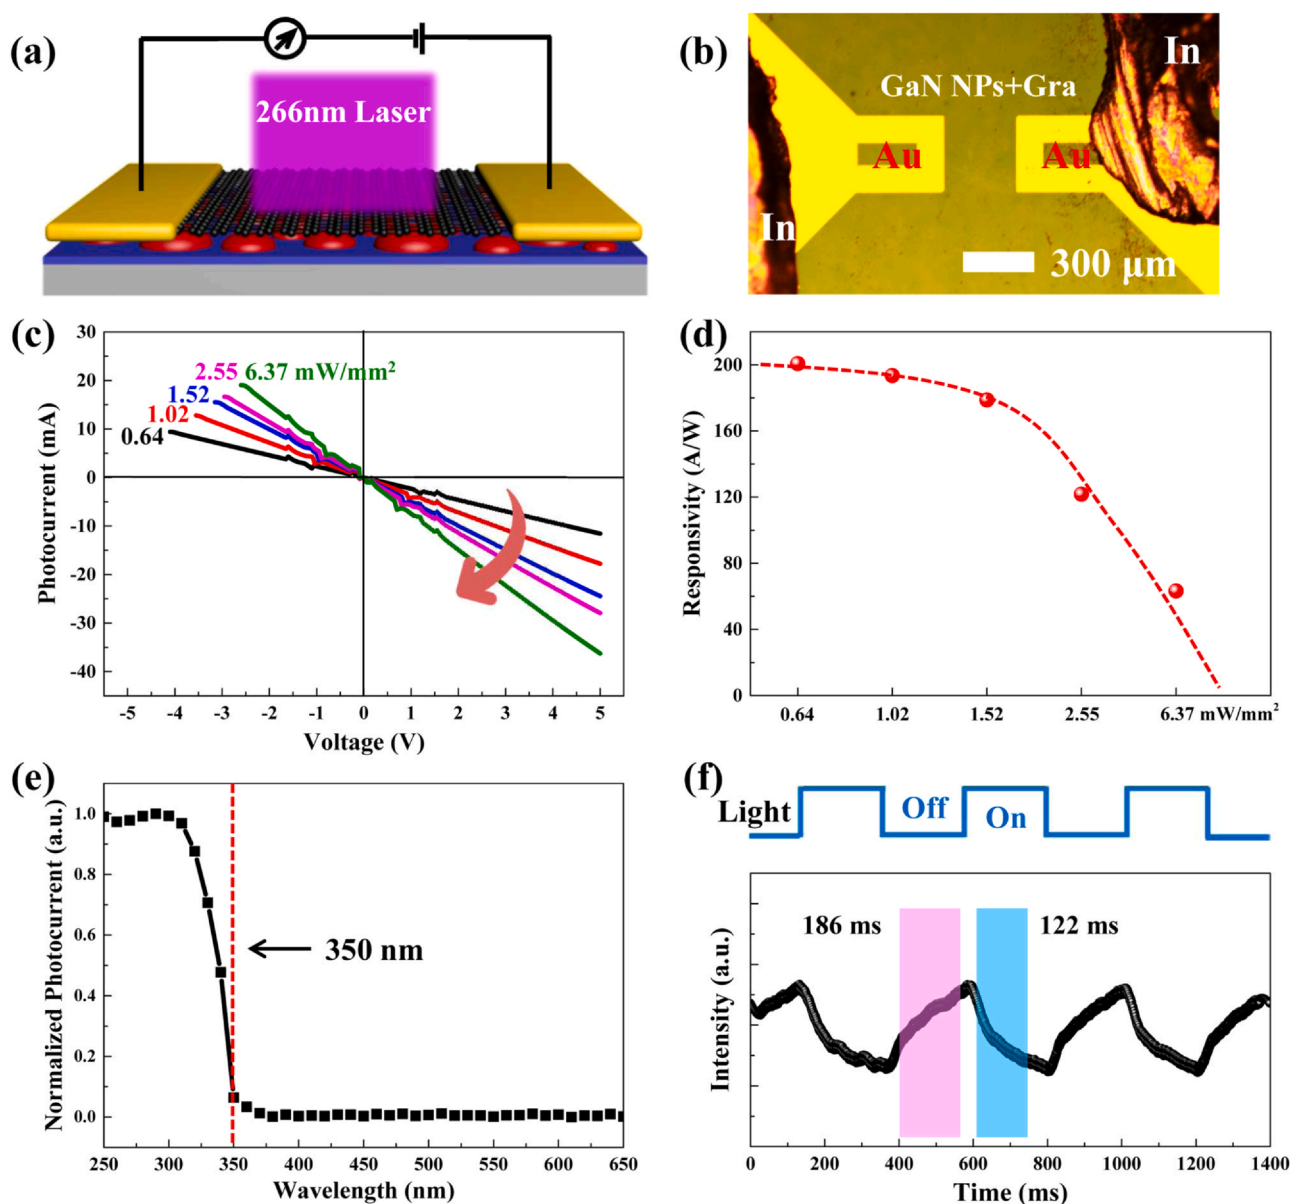 (a)
266nm Laser
(b)
In
GaN NPs+Gra
Au
Au
In
300 μm
(c)
30
20
10
0
-10
-20
-30
-40
Photocurrent (mA)
2.55 6.37 mW/mm²
1.52
1.02
0.64
-5 -4 -3 -2 -1 0 1 2 3 4 5
Voltage (V)
(d)
200
160
120
80
40
0
Responsivity (A/W)
0.64 1.02 1.52 2.55 6.37 mW/mm²
(e)
1.0
0.8
0.6
0.4
0.2
0.0
Normalized Photocurrent (a.u.)
350 nm
250 300 350 400 450 500 550 600 650
Wavelength (nm)
(f)
Light
Off
On
186 ms
122 ms
Intensity (a.u.)
0 200 400 600 800 1000 1200 1400
Time (ms)